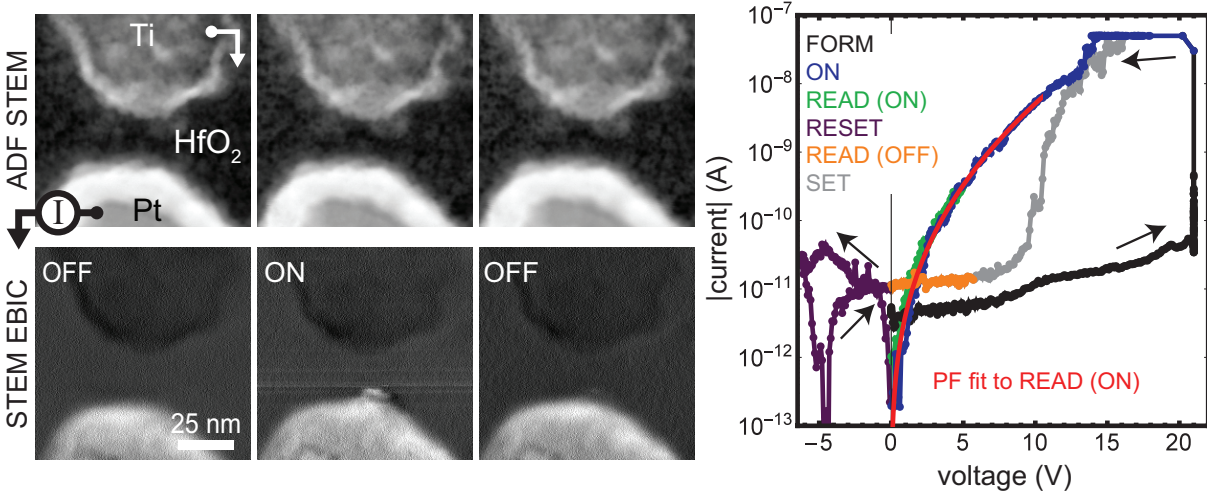 ADF STEM
Ti
HfO₂
I
Pt
STEM EBIC
OFF
ON
OFF
25 nm
|current| (A)
10⁻⁷
10⁻⁸
10⁻⁹
10⁻¹⁰
10⁻¹¹
10⁻¹²
10⁻¹³
FORM
ON
READ (ON)
RESET
READ (OFF)
SET
PF fit to READ (ON)
−5 0 5 10 15 20
voltage (V)